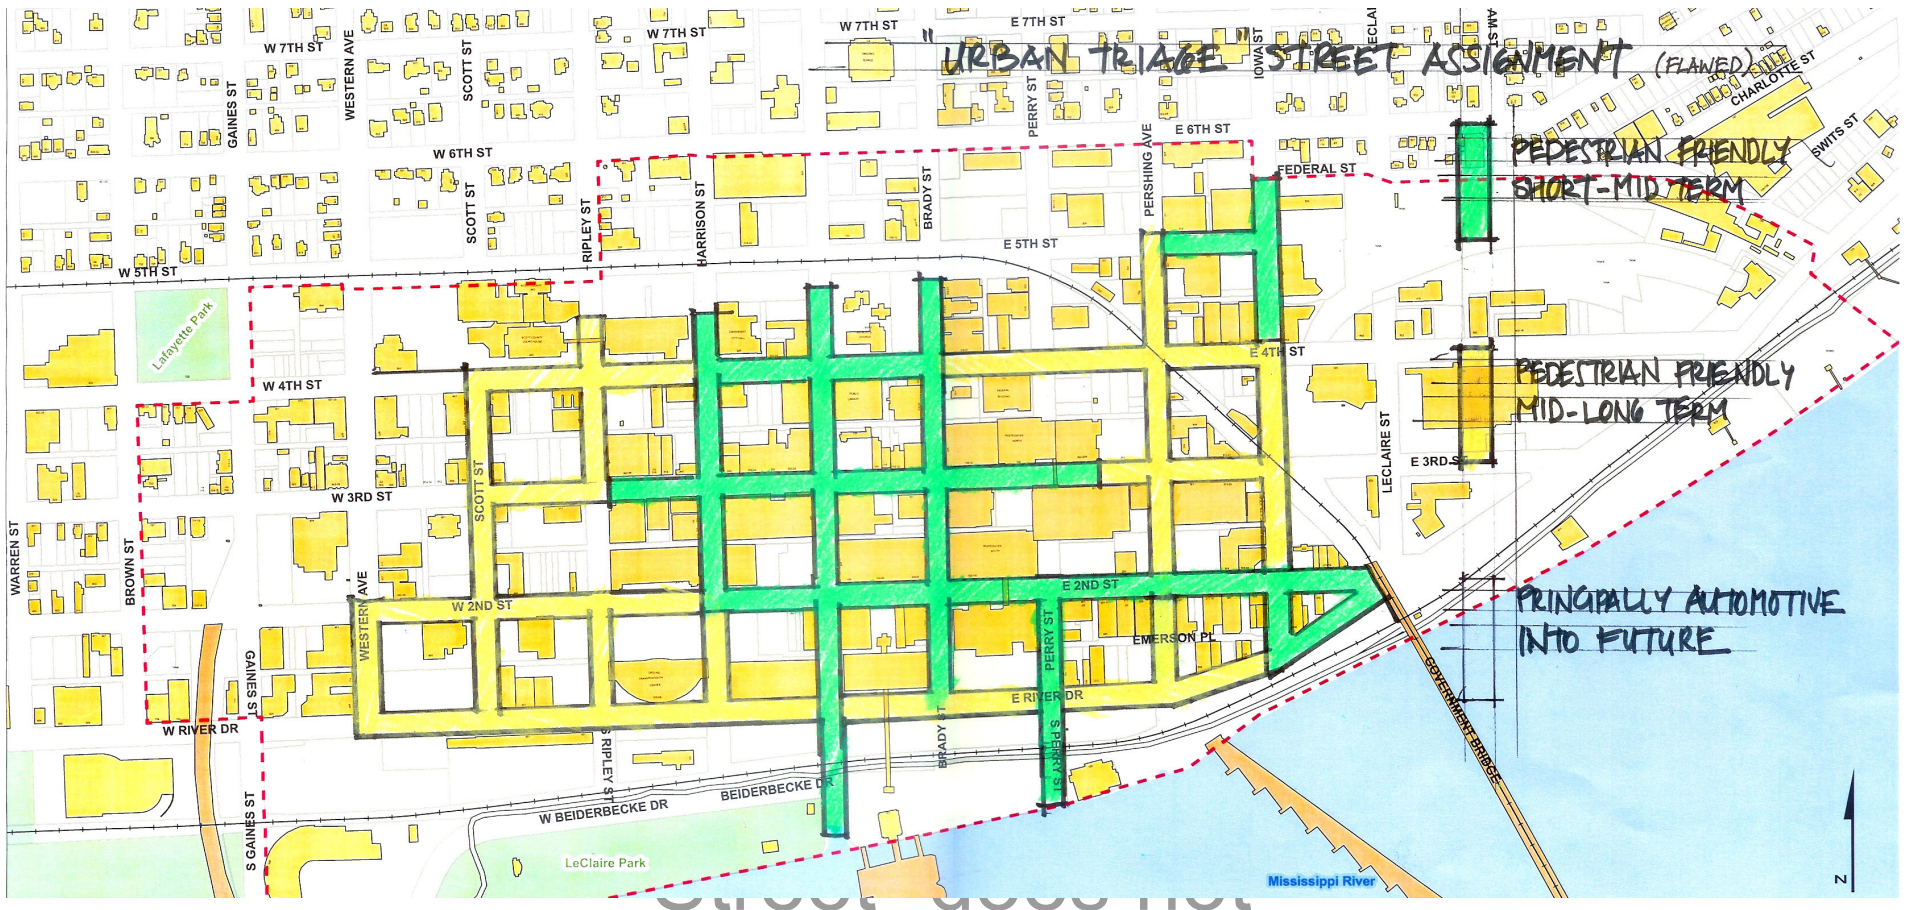 W 7TH ST
W 7TH ST
W 7TH ST
E 7TH ST
"URBAN TRIAGE" STREET ASSIGNMENT (FLAWED)
WESTERN AVE
SCOTT ST
GAINES ST
PERRY ST
IOWA ST
CHARLOTTE ST
SWITS ST
W 6TH ST
E 6TH ST
PERSHING AVE
FEDERAL ST
PEDESTRIAN FRIENDLY
SHORT-MID TERM
SCOTT ST
RIPLEY ST
HARRISON ST
BRADY ST
E 5TH ST
W 5TH ST
Lafayette Park
W 4TH ST
E 4TH ST
PEDESTRIAN FRIENDLY
MID-LONG TERM
LECLAIRE ST
E 3RD ST
W 3RD ST
SCOTT ST
WARREN ST
BROWN ST
WESTERN AVE
W 2ND ST
E 2ND ST
PRINCIPALLY AUTOMOTIVE
INTO FUTURE
PERRY ST
EMERSON PL
GAINES ST
E RIVER DR
W RIVER DR
S RIPLEY ST
BRADY ST
S PERRY ST
GOVERNMENT BRIDGE
BEIDERBECKE DR
W BEIDERBECKE DR
S GAINES ST
LeClaire Park
Mississippi River
N